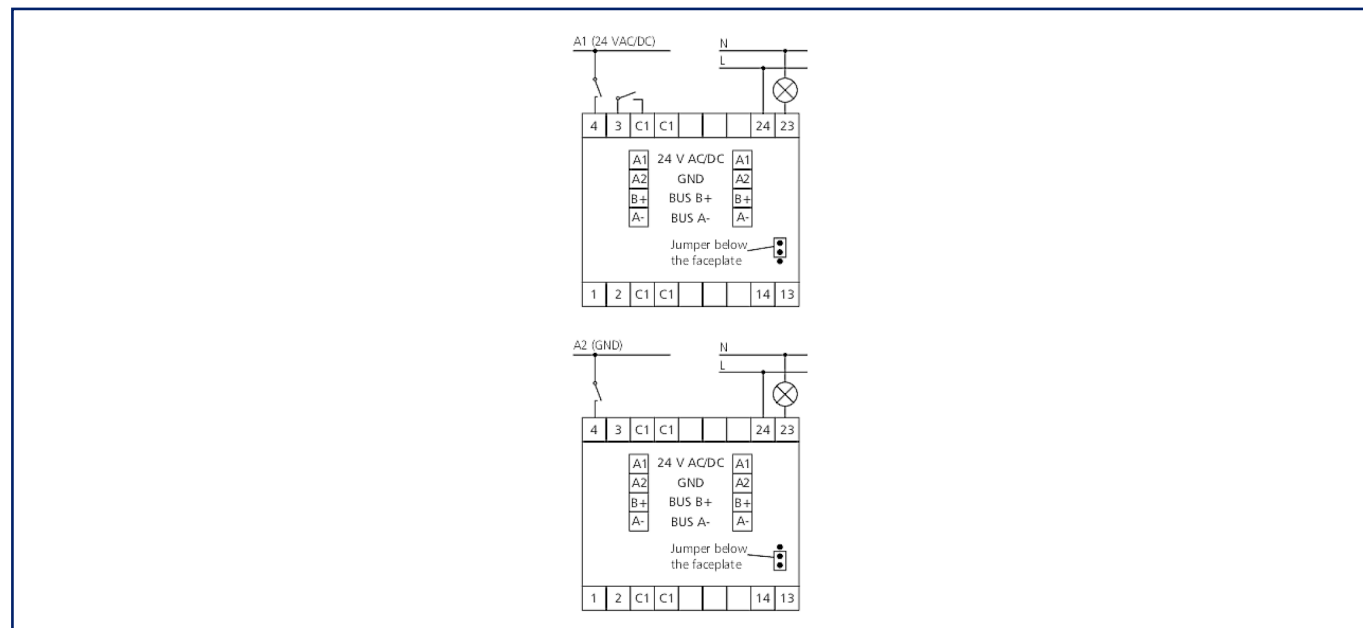 A1 (24 VAC/DC) N
L
4 3 C1 C1 24 23
A1 24 V AC/DC A1
A2 GND A2
B+ BUS B+ B+
A- BUS A- A-
Jumper below
the faceplate
1 2 C1 C1 14 13
A2 (GND) N
L
4 3 C1 C1 24 23
A1 24 V AC/DC A1
A2 GND A2
B+ BUS B+ B+
A- BUS A- A-
Jumper below
the faceplate
1 2 C1 C1 14 13